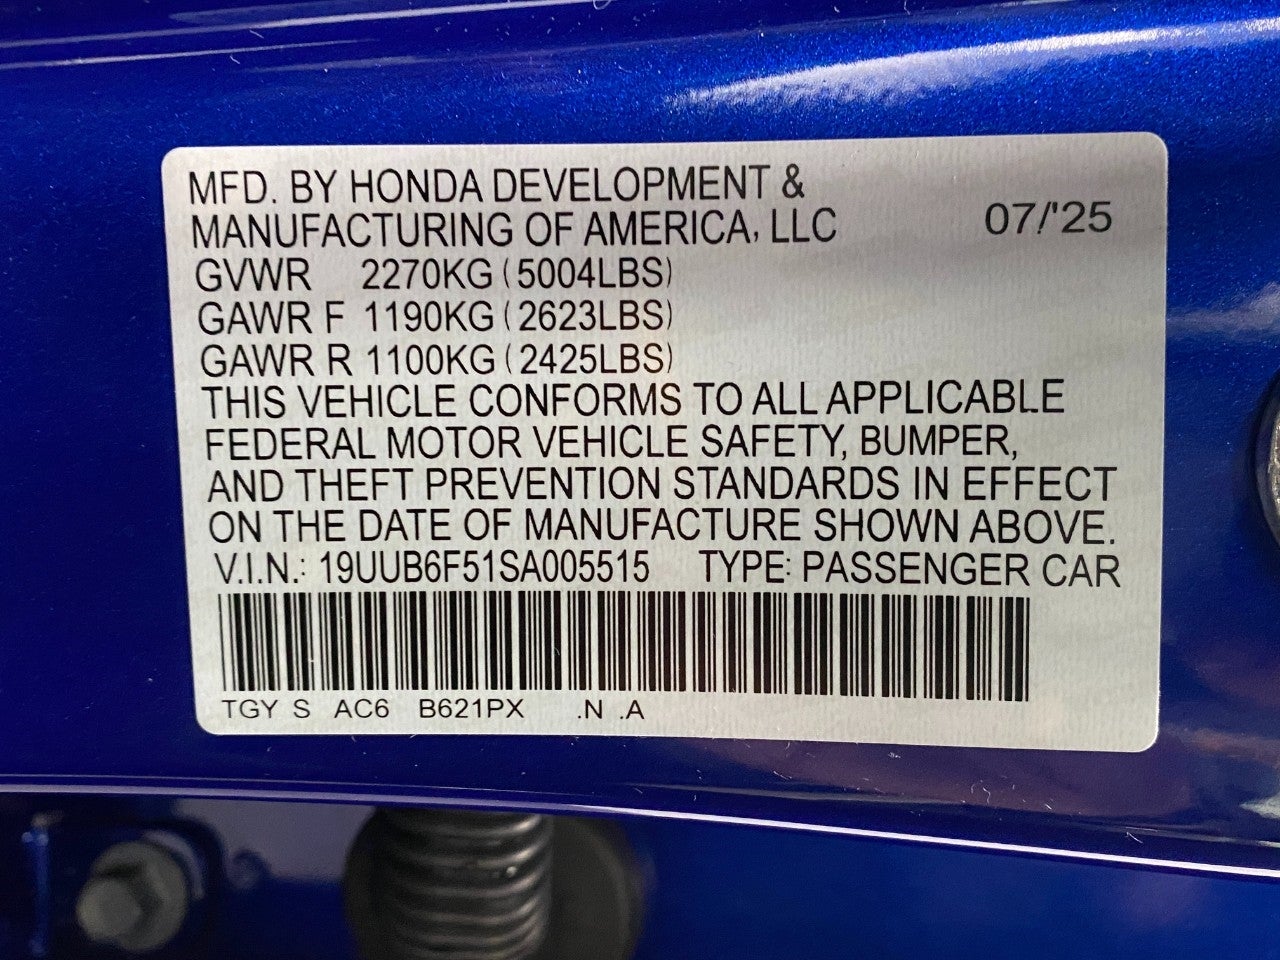 MFD. BY HONDA DEVELOPMENT &
MANUFACTURING OF AMERICA, LLC 07/'25
GVWR 2270KG (5004LBS)
GAWR F 1190KG (2623LBS)
GAWR R 1100KG (2425LBS)
THIS VEHICLE CONFORMS TO ALL APPLICABLE
FEDERAL MOTOR VEHICLE SAFETY, BUMPER,
AND THEFT PREVENTION STANDARDS IN EFFECT
ON THE DATE OF MANUFACTURE SHOWN ABOVE.
V.I.N.: 19UUB6F51SA005515 TYPE: PASSENGER CAR
TGY S AC6 B621PX .N .A